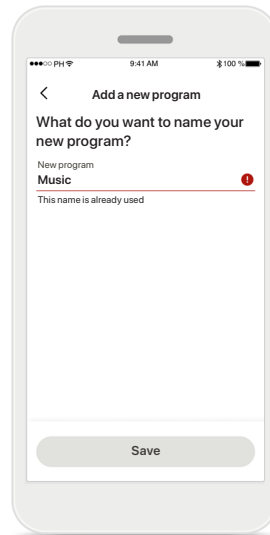 PH 9:41 AM 100 %
Add a new program
What do you want to name your
new program?
New program
Music
This name is already used
Save